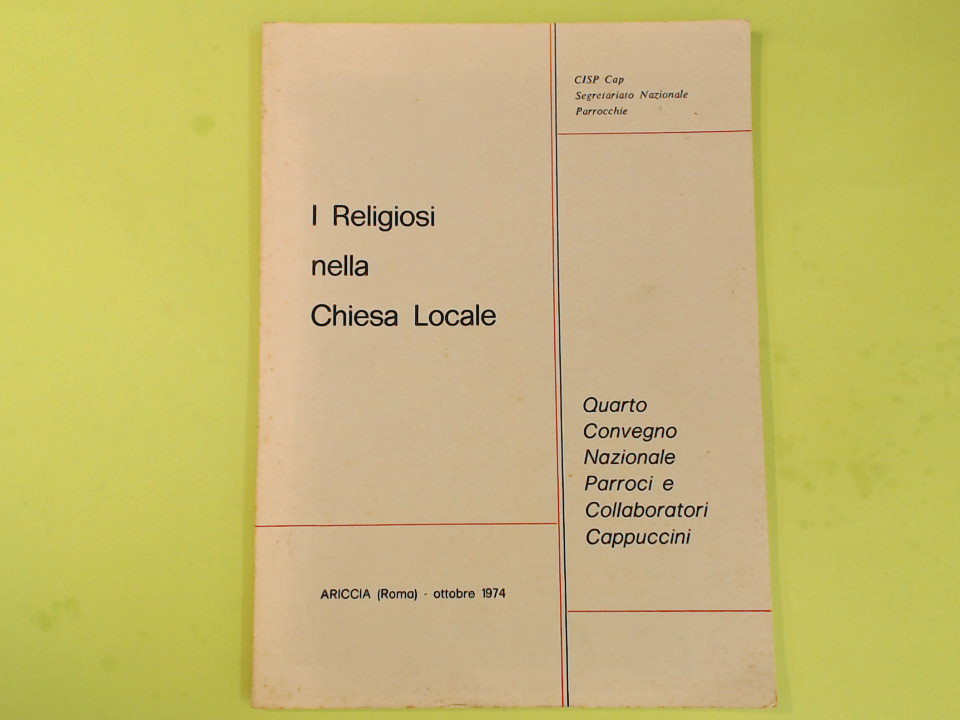 CISP Cap
Segretariato Nazionale
Parrocchie
I Religiosi
nella
Chiesa Locale
Quarto
Convegno
Nazionale
Parroci e
Collaboratori
Cappuccini
ARICCIA (Roma) - ottobre 1974